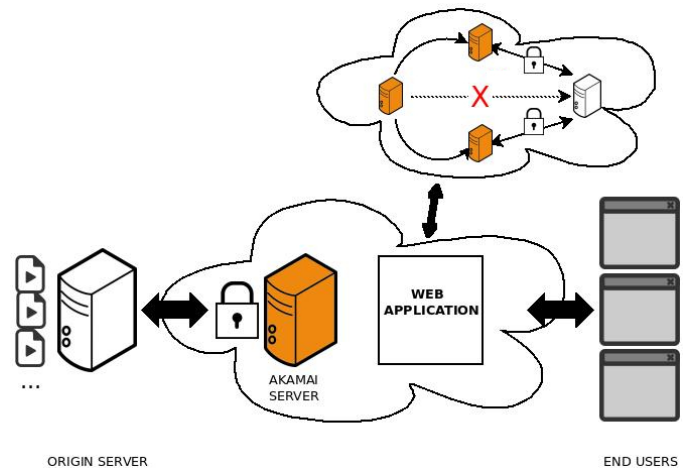 X
WEB
APPLICATION
AKAMAI
SERVER
...
ORIGIN SERVER
END USERS